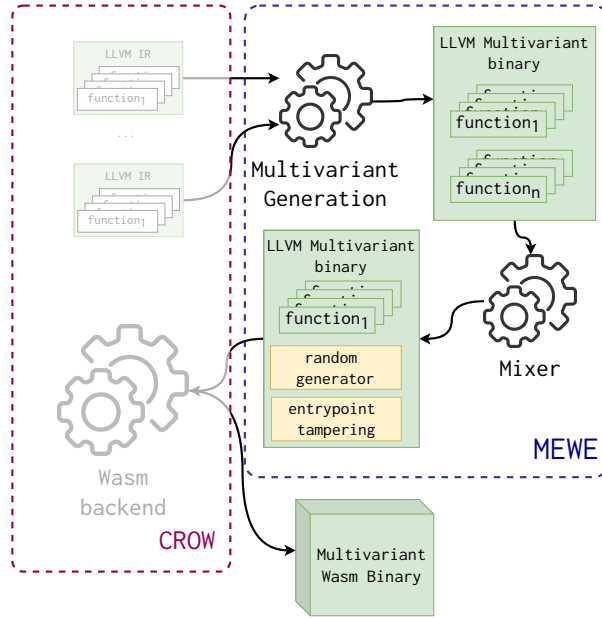 LLVM IR
function1
...
LLVM IR
function1
Multivariant
Generation
LLVM Multivariant
binary
function1
functionn
Mixer
LLVM Multivariant
binary
function1
random
generator
entrypoint
tampering
MEWE
Wasm
backend
CROW
Multivariant
Wasm Binary